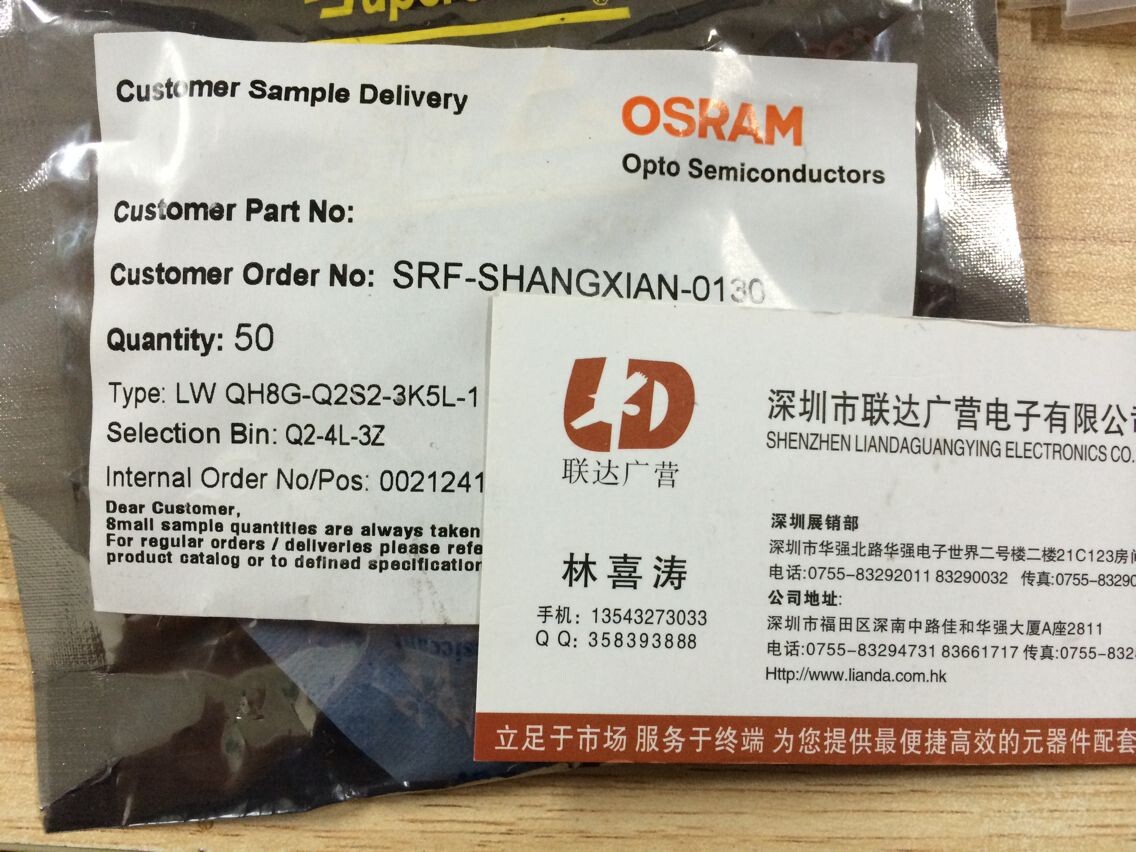 Customer Sample Delivery
OSRAM
Opto Semiconductors
Customer Part No:
Customer Order No: SRF-SHANGXIAN-0130
Quantity: 50
Type: LW QH8G-Q2S2-3K5L-1
Selection Bin: Q2-4L-3Z
Internal Order No/Pos: 0021241
Dear Customer,
Small sample quantities are always taken
For regular orders / deliveries please refe
product catalog or to defined specification
LD
联达广营
林喜涛
手机：13543273033
Q Q：358393888
深圳市联达广营电子有限公司
SHENZHEN LIANDAGUANGYING ELECTRONICS CO.
深圳展销部
深圳市华强北路华强电子世界二号楼二楼21C123房间
电话:0755-83292011 83290032 传真:0755-83290
公司地址:
深圳市福田区深南中路佳和华强大厦A座2811
电话:0755-83294731 83661717 传真:0755-832
Http://www.lianda.com.hk
立足于市场 服务于终端 为您提供最便捷高效的元器件配套